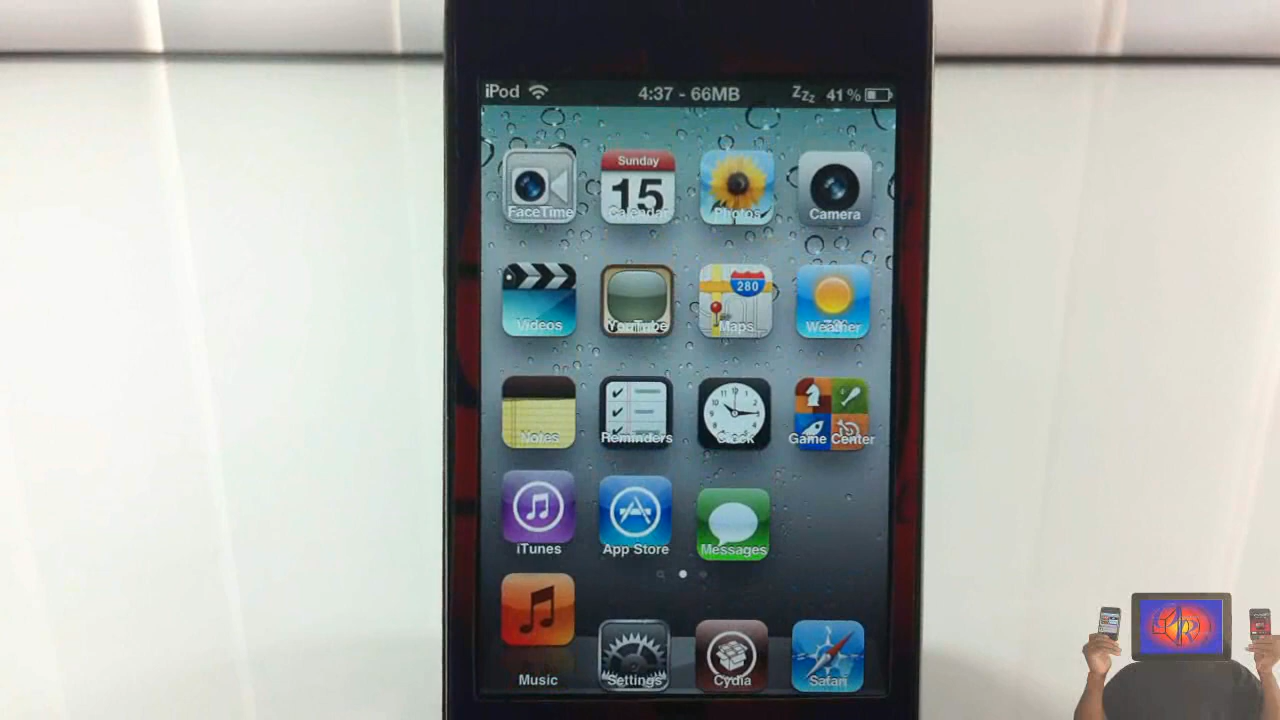 iPod 4:37 - 66MB Zzz 41%
Sunday
15
FaceTime Calendar Photos Camera
280
Videos YouTube Maps Weather
Notes Reminders Clock Game Center
iTunes App Store Messages
Music Settings Cydia Safari